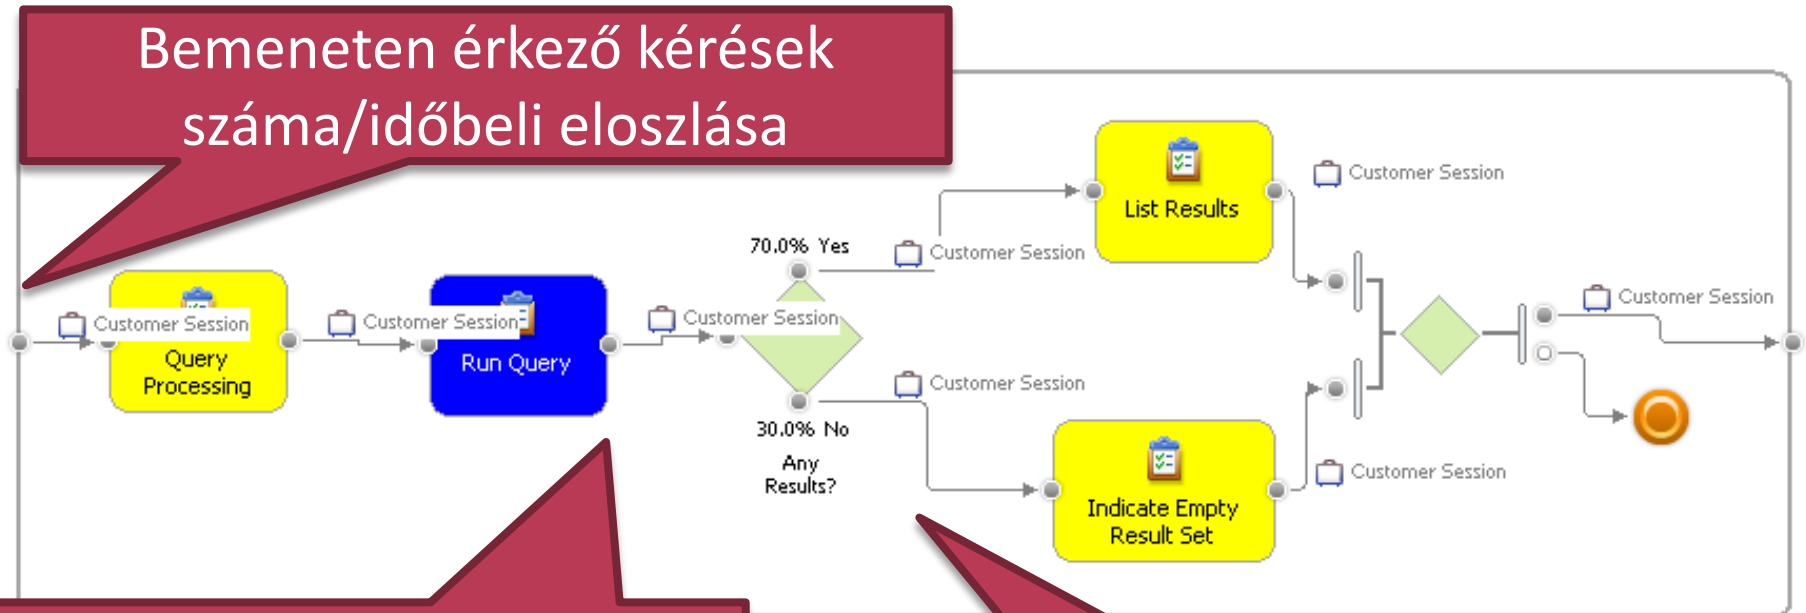 Bemeneten érkező kérések
száma/időbeli eloszlása
Customer Session
List Results
70.0% Yes
Customer Session
Customer Session
Query
Processing
Customer Session
Run Query
Customer Session
Customer Session
Customer Session
30.0% No
Any
Results?
Customer Session
Indicate Empty
Result Set